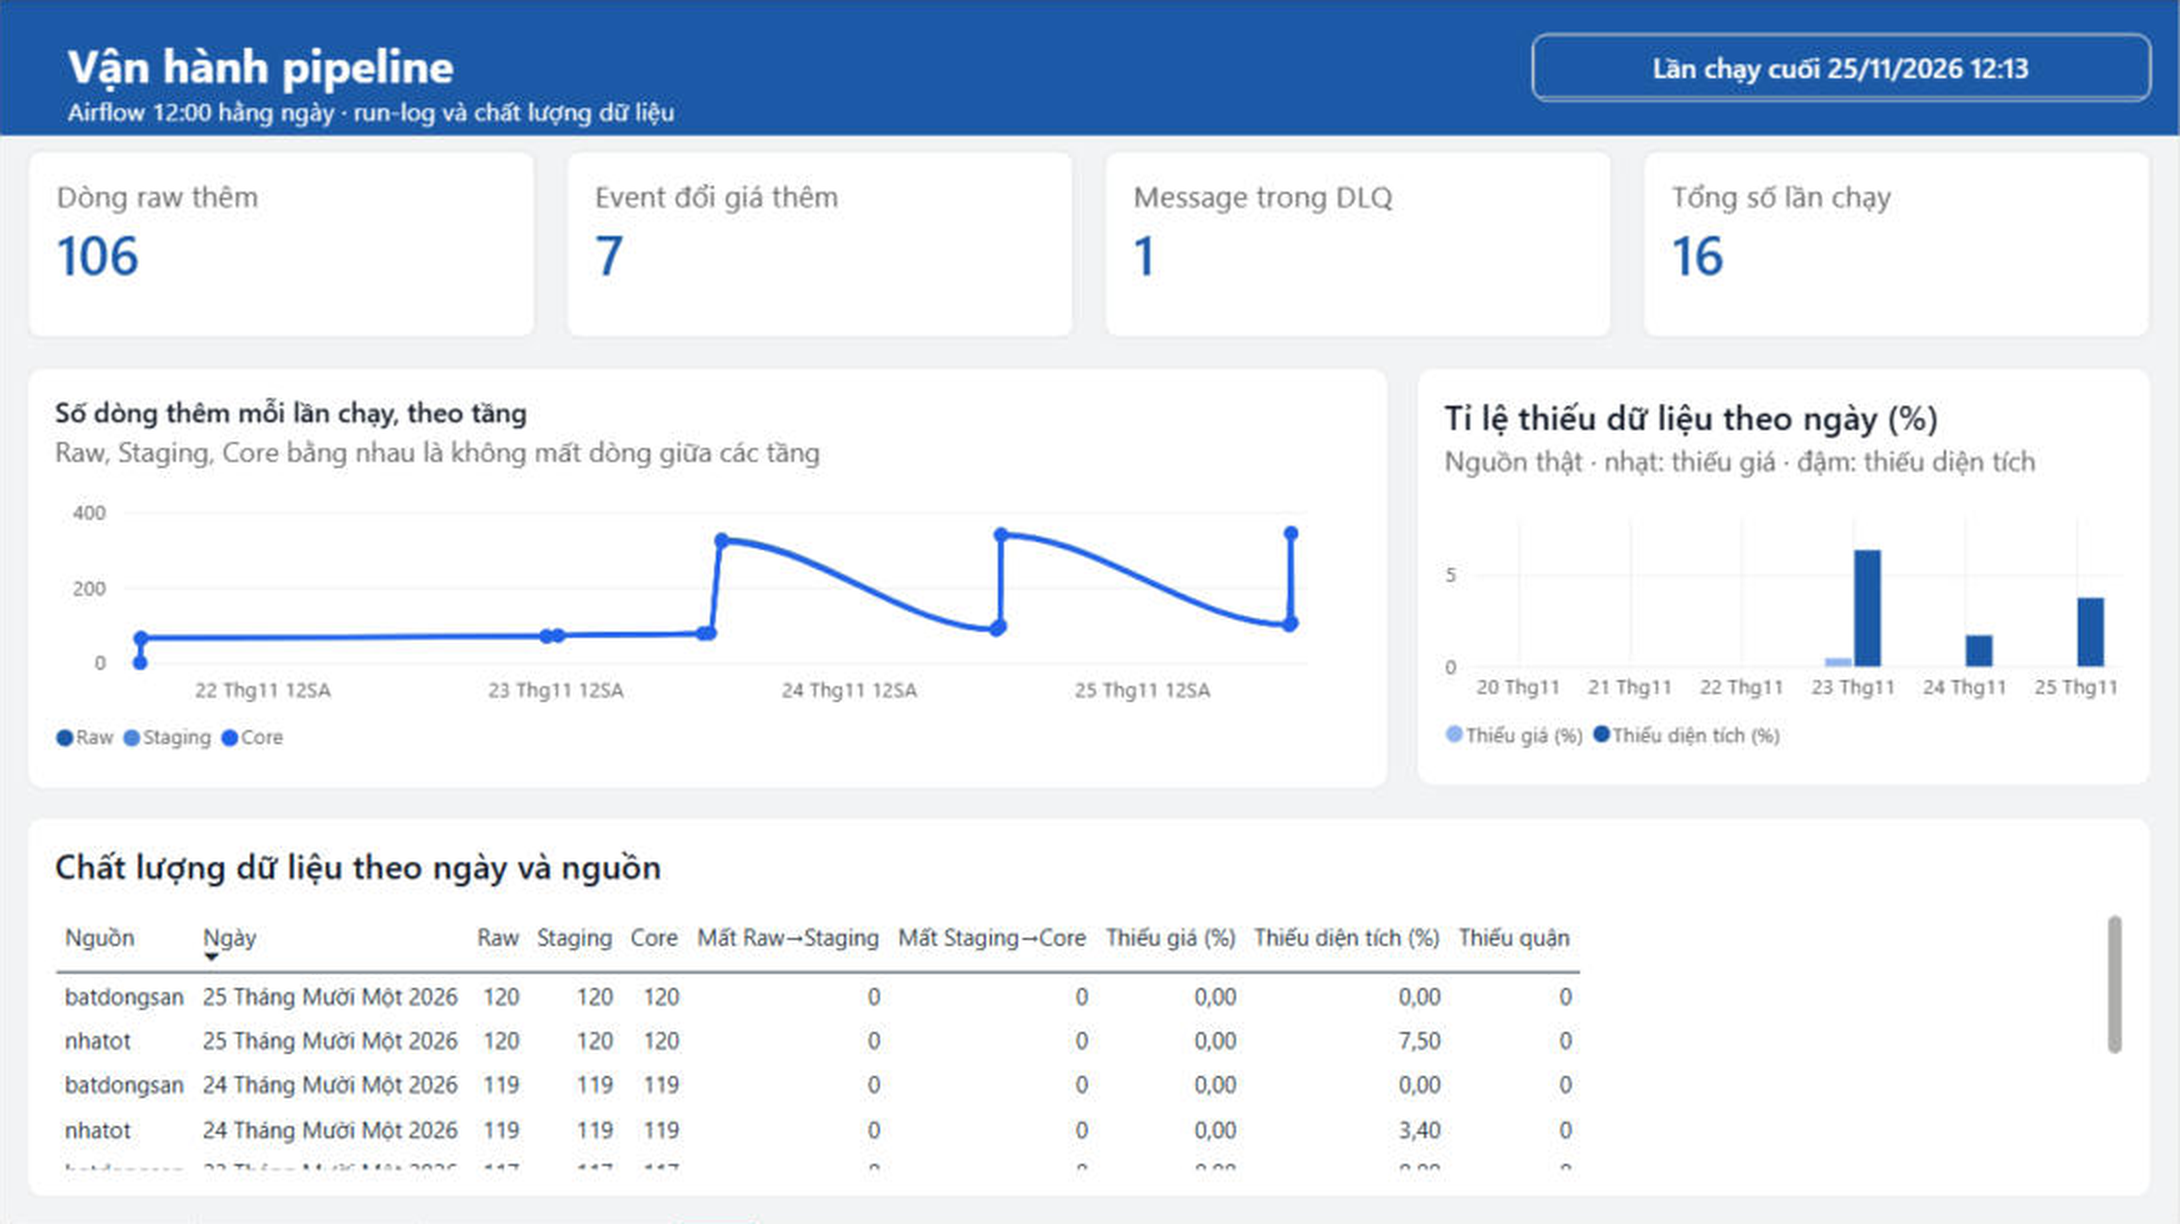 Vận hành pipeline
Airflow 12:00 hằng ngày · run-log và chất lượng dữ liệu
Lần chạy cuối 25/11/2026 12:13
Dòng raw thêm
106
Event đổi giá thêm
7
Message trong DLQ
1
Tổng số lần chạy
16
Số dòng thêm mỗi lần chạy, theo tầng
Raw, Staging, Core bằng nhau là không mất dòng giữa các tầng
400
200
0
22 Thg11 12SA 23 Thg11 12SA 24 Thg11 12SA 25 Thg11 12SA
Raw Staging Core
Tỉ lệ thiếu dữ liệu theo ngày (%)
Nguồn thật · nhạt: thiếu giá · đậm: thiếu diện tích
5
0
20 Thg11 21 Thg11 22 Thg11 23 Thg11 24 Thg11 25 Thg11
Thiếu giá (%) Thiếu diện tích (%)
Chất lượng dữ liệu theo ngày và nguồn
Nguồn Ngày Raw Staging Core Mất Raw→Staging Mất Staging→Core Thiếu giá (%) Thiếu diện tích (%) Thiếu quận
batdongsan 25 Tháng Mười Một 2026 120 120 120 0 0 0,00 0,00 0
nhatot 25 Tháng Mười Một 2026 120 120 120 0 0 0,00 7,50 0
batdongsan 24 Tháng Mười Một 2026 119 119 119 0 0 0,00 0,00 0
nhatot 24 Tháng Mười Một 2026 119 119 119 0 0 0,00 3,40 0